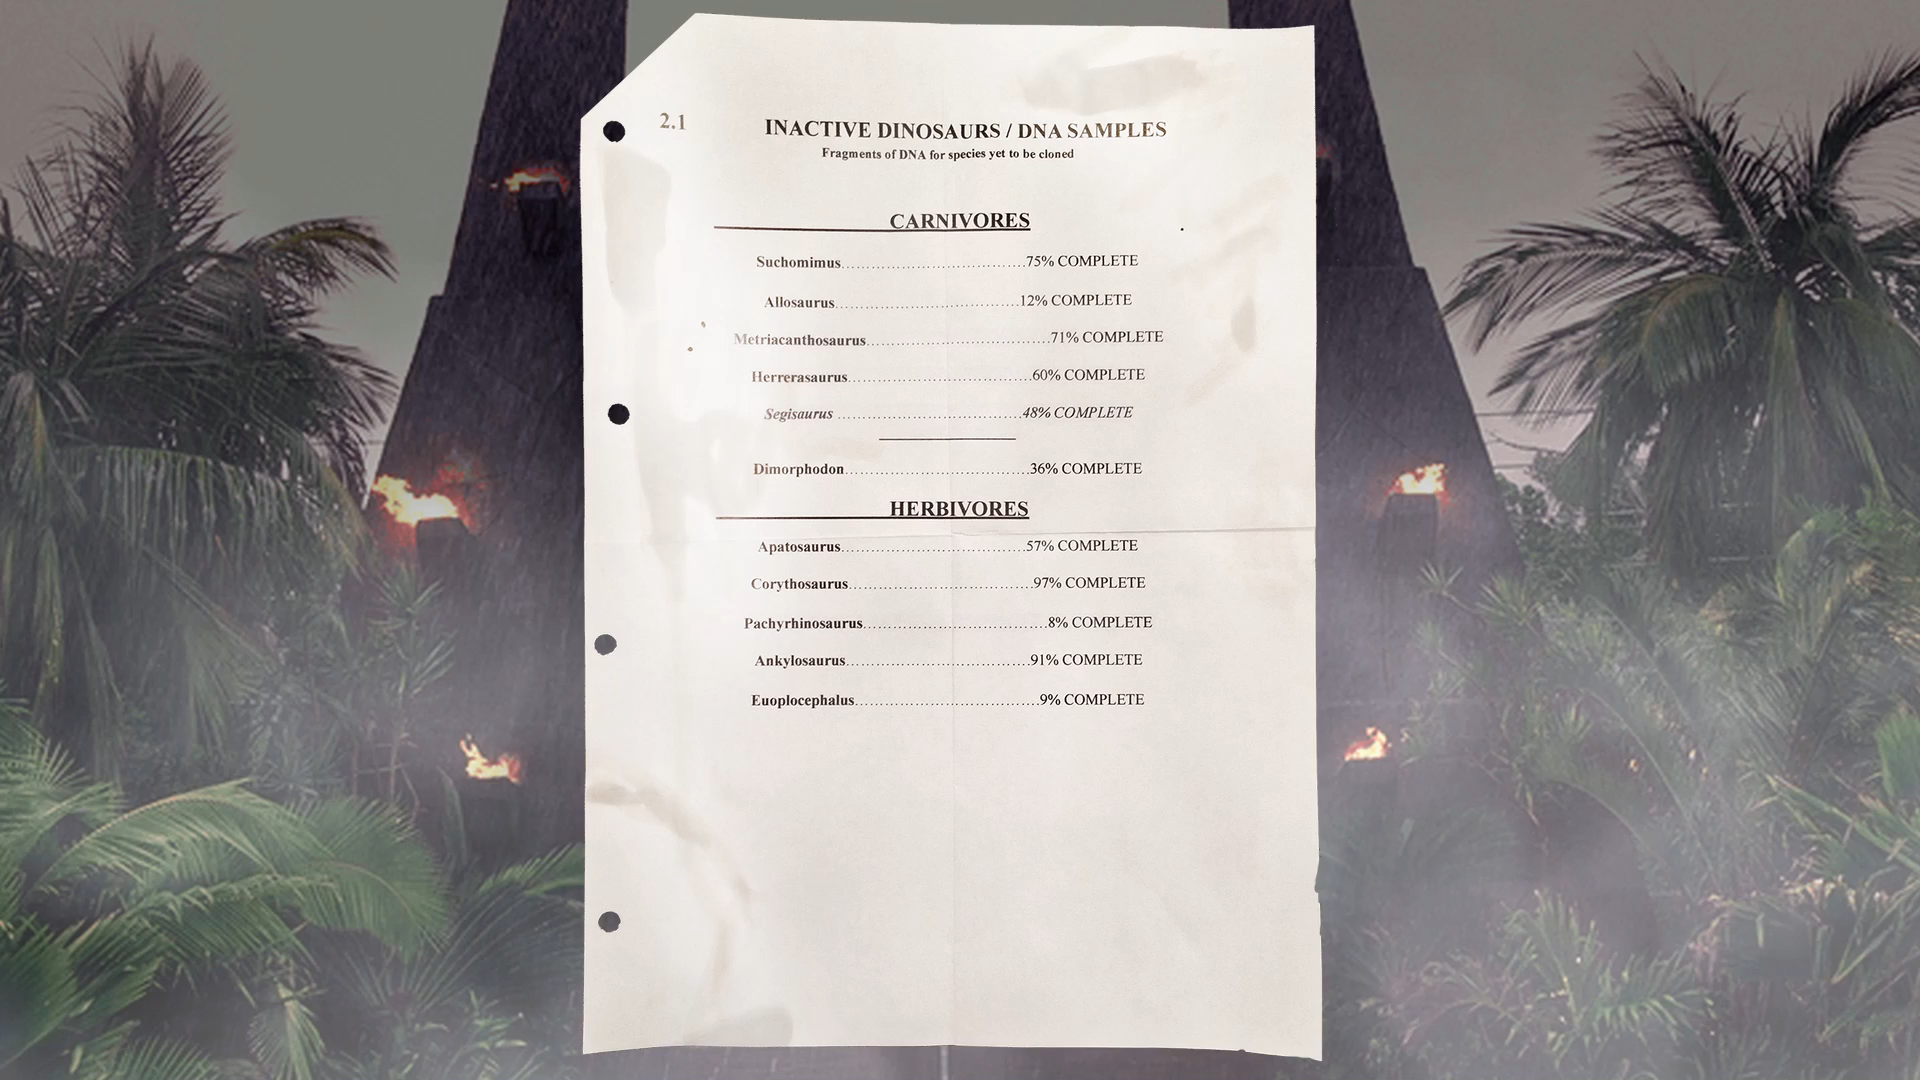 2.1
INACTIVE DINOSAURS / DNA SAMPLES
Fragments of DNA for species yet to be cloned
CARNIVORES
Suchomimus..................................75% COMPLETE
Allosaurus..................................12% COMPLETE
Metriacanthosaurus..................................71% COMPLETE
Herrerasaurus..................................60% COMPLETE
Segisaurus ..................................48% COMPLETE
Dimorphodon..................................36% COMPLETE
HERBIVORES
Apatosaurus..................................57% COMPLETE
Corythosaurus..................................97% COMPLETE
Pachyrhinosaurus..................................8% COMPLETE
Ankylosaurus..................................91% COMPLETE
Euoplocephalus..................................9% COMPLETE